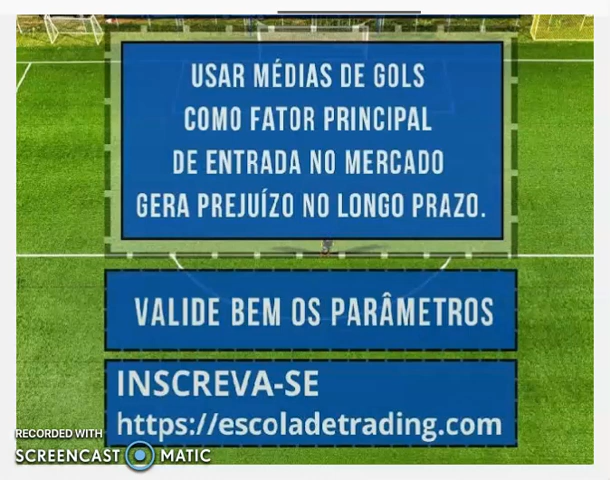 USAR MÉDIAS DE GOLS
COMO FATOR PRINCIPAL
DE ENTRADA NO MERCADO
GERA PREJUÍZO NO LONGO PRAZO.
VALIDE BEM OS PARÂMETROS
INSCREVA-SE
https://escoladetrading.com
RECORDED WITH
SCREENCAST MATIC